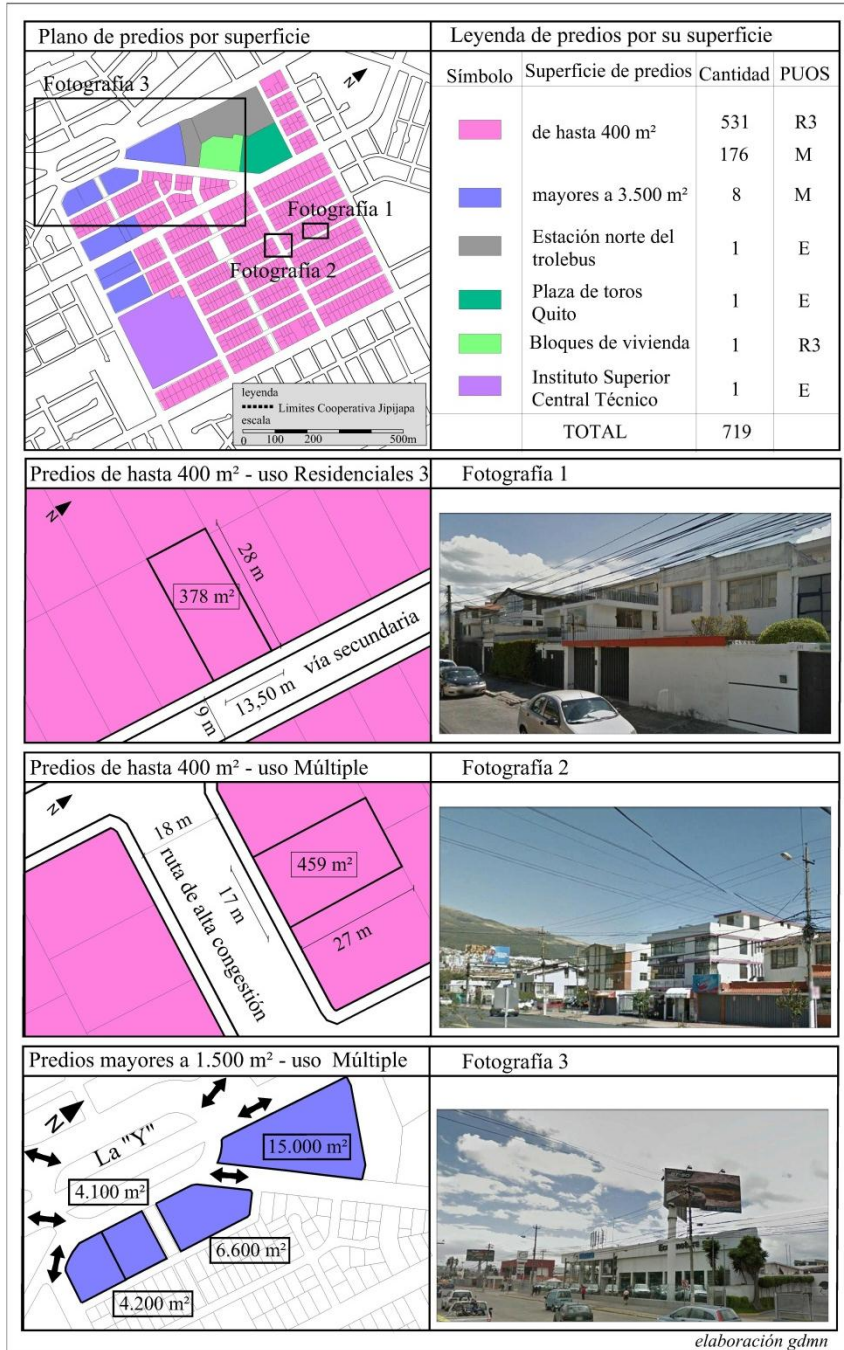 Plano de predios por superficie
Fotografía 3
N
Fotografía 1
Fotografía 2
leyenda
Limites Cooperativa Jipijapa
escala
0 100 200 500m
Leyenda de predios por su superficie
Símbolo Superficie de predios Cantidad PUOS
de hasta 400 m² 531 R3
176 M
mayores a 3.500 m² 8 M
Estación norte del
trolebus 1 E
Plaza de toros
Quito 1 E
Bloques de vivienda 1 R3
Instituto Superior
Central Técnico 1 E
TOTAL 719
Predios de hasta 400 m² - uso Residenciales 3
N
28 m
378 m²
vía secundaria
13,50 m
9 m
Fotografía 1
Predios de hasta 400 m² - uso Múltiple
N
18 m
459 m²
ruta de alta congestión
17 m
27 m
Fotografía 2
Predios mayores a 1.500 m² - uso Múltiple
N
La "Y"
15.000 m²
4.100 m²
6.600 m²
4.200 m²
Fotografía 3
elaboración gdmn